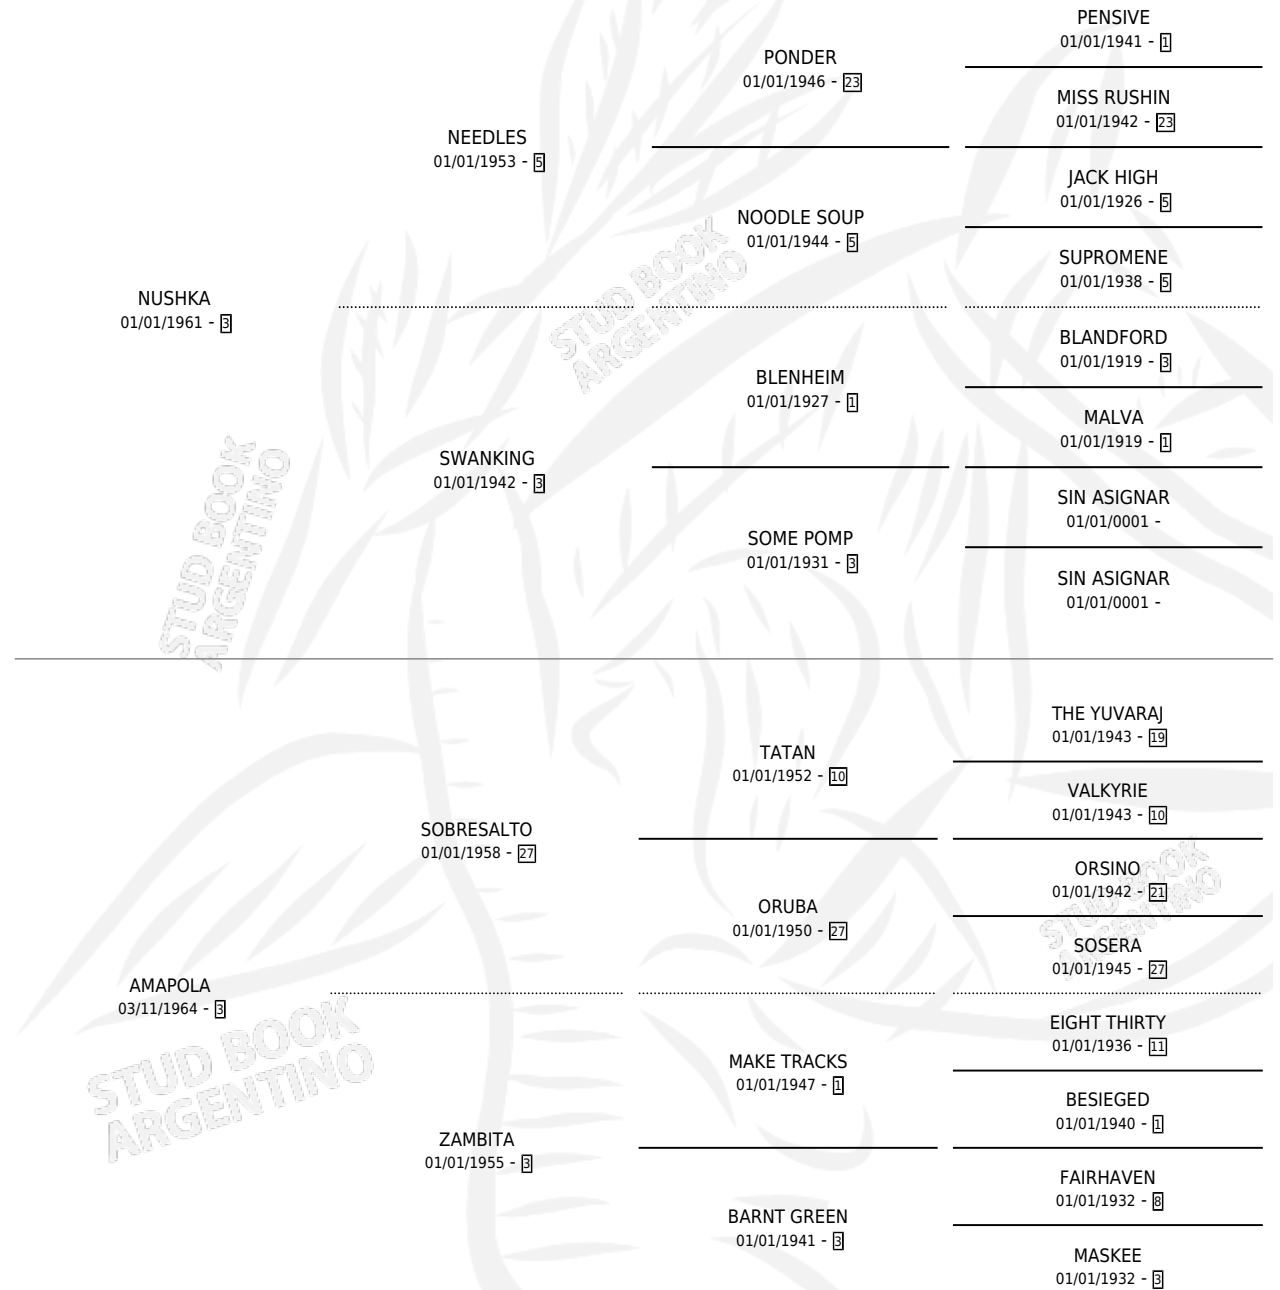 PENSIVE
01/01/1941 - 1
PONDER
01/01/1946 - 23
MISS RUSHIN
01/01/1942 - 23
NEEDLES
01/01/1953 - 5
JACK HIGH
01/01/1926 - 5
NOODLE SOUP
01/01/1944 - 5
SUPROMENE
01/01/1938 - 5
NUSHKA
01/01/1961 - 3
BLANDFORD
01/01/1919 - 3
BLENHEIM
01/01/1927 - 1
MALVA
01/01/1919 - 1
SWANKING
01/01/1942 - 3
SIN ASIGNAR
01/01/0001 -
SOME POMP
01/01/1931 - 3
SIN ASIGNAR
01/01/0001 -
THE YUVARAJ
01/01/1943 - 19
TATAN
01/01/1952 - 10
VALKYRIE
01/01/1943 - 10
SOBRESALTO
01/01/1958 - 27
ORSINO
01/01/1942 - 21
ORUBA
01/01/1950 - 27
SOSERA
01/01/1945 - 27
AMAPOLA
03/11/1964 - 3
EIGHT THIRTY
01/01/1936 - 11
MAKE TRACKS
01/01/1947 - 1
BESIEGED
01/01/1940 - 1
ZAMBITA
01/01/1955 - 3
FAIRHAVEN
01/01/1932 - 8
BARNT GREEN
01/01/1941 - 3
MASKEE
01/01/1932 - 3
STUD BOOK
ARGENTINO
STUD BOOK
ARGENTINO
STUD BOOK
ARGENTINO
STUD BOOK
ARGENTINO